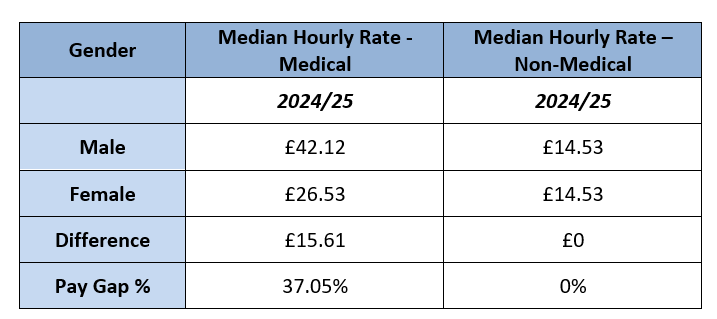 Gender Median Hourly Rate - Medical Median Hourly Rate – Non-Medical
2024/25 2024/25
Male £42.12 £14.53
Female £26.53 £14.53
Difference £15.61 £0
Pay Gap % 37.05% 0%